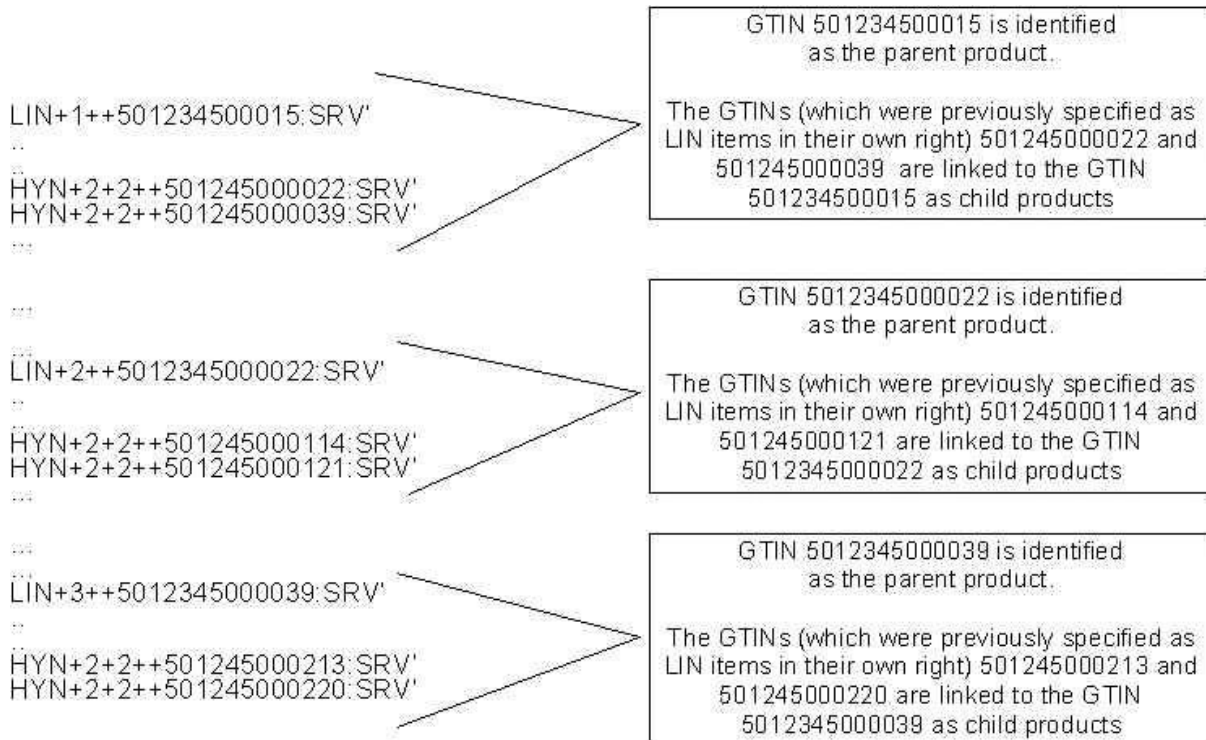 LIN+1++501234500015:SRV'
..
..
HYN+2+2++501245000022:SRV'
HYN+2+2++501245000039:SRV'
...
GTIN 501234500015 is identified
as the parent product.
The GTINs (which were previously specified as
LIN items in their own right) 501245000022 and
501245000039 are linked to the GTIN
501234500015 as child products
...
...
LIN+2++5012345000022:SRV'
..
..
HYN+2+2++501245000114:SRV'
HYN+2+2++501245000121:SRV'
...
GTIN 5012345000022 is identified
as the parent product.
The GTINs (which were previously specified as
LIN items in their own right) 501245000114 and
501245000121 are linked to the GTIN
5012345000022 as child products
...
...
LIN+3++5012345000039:SRV'
..
..
HYN+2+2++501245000213:SRV'
HYN+2+2++501245000220:SRV'
GTIN 5012345000039 is identified
as the parent product.
The GTINs (which were previously specified as
LIN items in their own right) 501245000213 and
501245000220 are linked to the GTIN
5012345000039 as child products